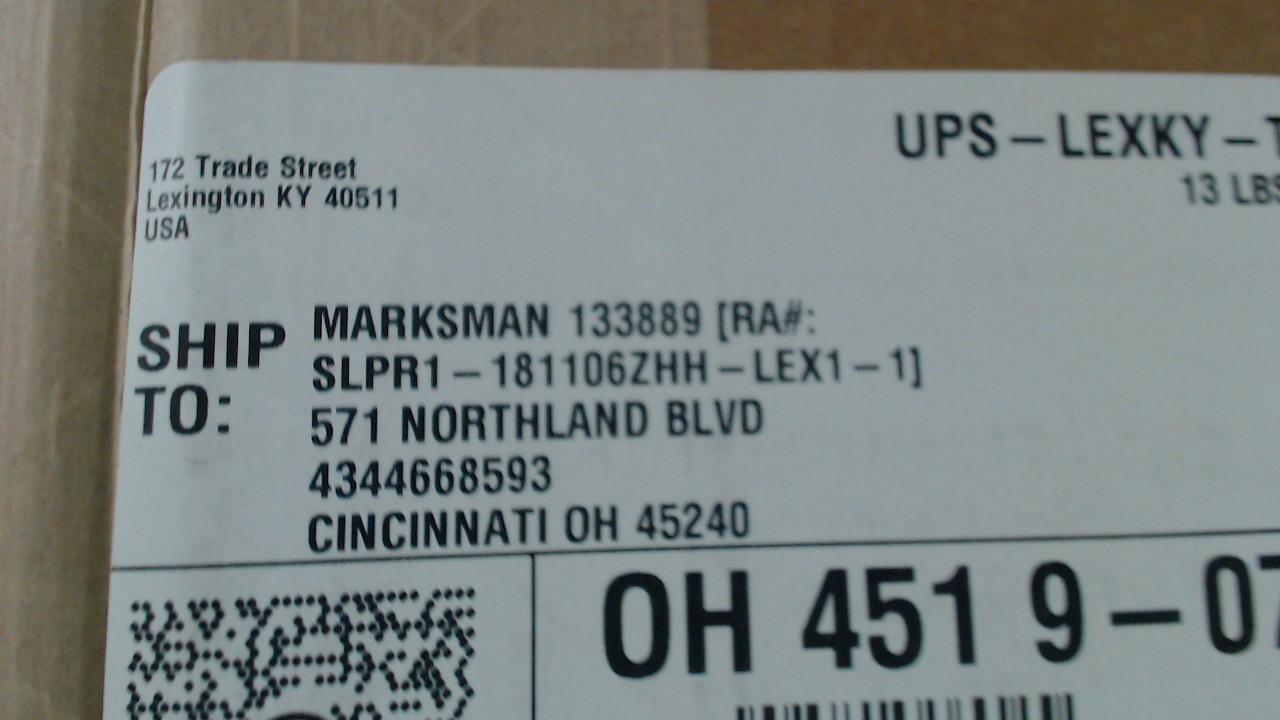 UPS – LEXKY –
13 LBS
172 Trade Street
Lexington KY 40511
USA
SHIP TO:
MARKSMAN 133889 [RA#:
SLPR1 – 181106ZHH – LEX1 – 1]
571 NORTHLAND BLVD
4344668593
CINCINNATI OH 45240
OH 451 9 – 07